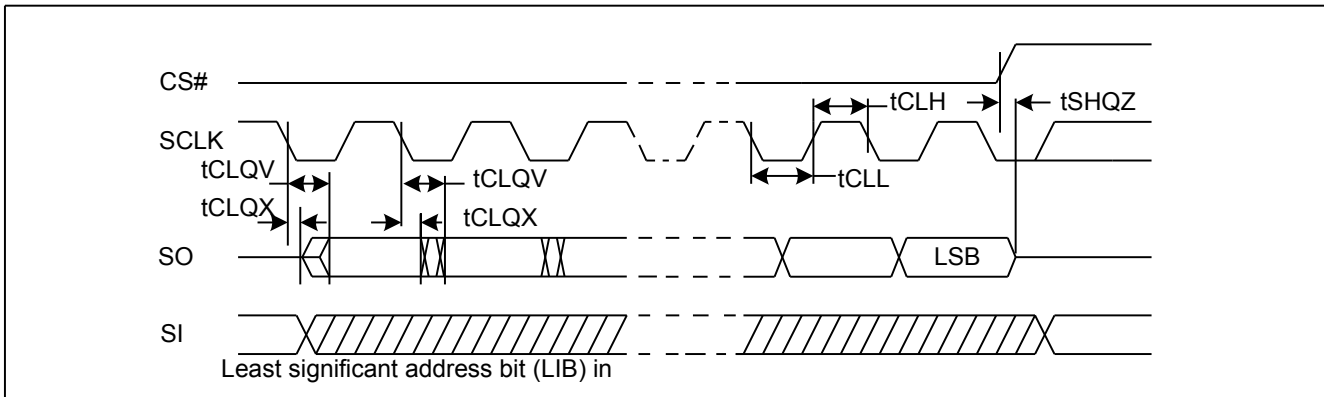 CS#
tCLH
tSHQZ
SCLK
tCLQV
tCLQV
tCLL
tCLQX
tCLQX
SO
LSB
SI
Least significant address bit (LIB) in